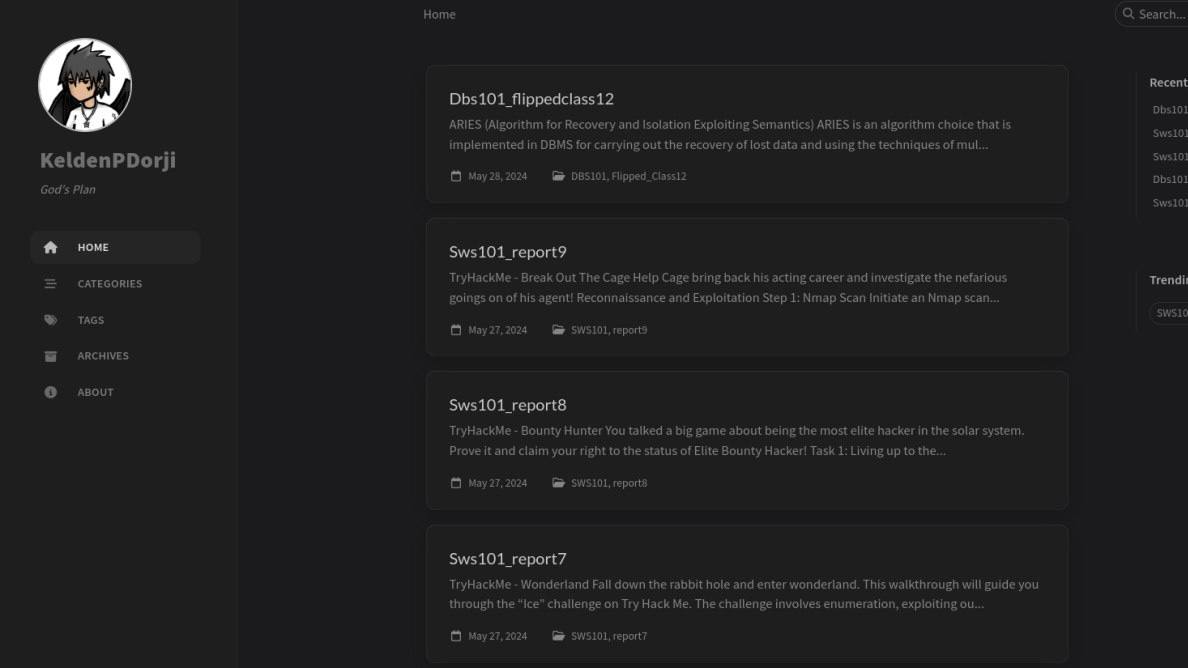 Home
Search...
KeldenPDorji
God's Plan
HOME
CATEGORIES
TAGS
ARCHIVES
ABOUT
Dbs101_flippedclass12
ARIES (Algorithm for Recovery and Isolation Exploiting Semantics) ARIES is an algorithm choice that is
implemented in DBMS for carrying out the recovery of lost data and using the techniques of mul...
May 28, 2024 DBS101, Flipped_Class12
Sws101_report9
TryHackMe - Break Out The Cage Help Cage bring back his acting career and investigate the nefarious
goings on of his agent! Reconnaissance and Exploitation Step 1: Nmap Scan Initiate an Nmap scan...
May 27, 2024 SWS101, report9
Sws101_report8
TryHackMe - Bounty Hunter You talked a big game about being the most elite hacker in the solar system.
Prove it and claim your right to the status of Elite Bounty Hacker! Task 1: Living up to the...
May 27, 2024 SWS101, report8
Sws101_report7
TryHackMe - Wonderland Fall down the rabbit hole and enter wonderland. This walkthrough will guide you
through the “Ice” challenge on Try Hack Me. The challenge involves enumeration, exploiting ou...
May 27, 2024 SWS101, report7
Recent
Dbs101
Sws101
Sws101
Dbs101
Sws101
Trendin
SWS10